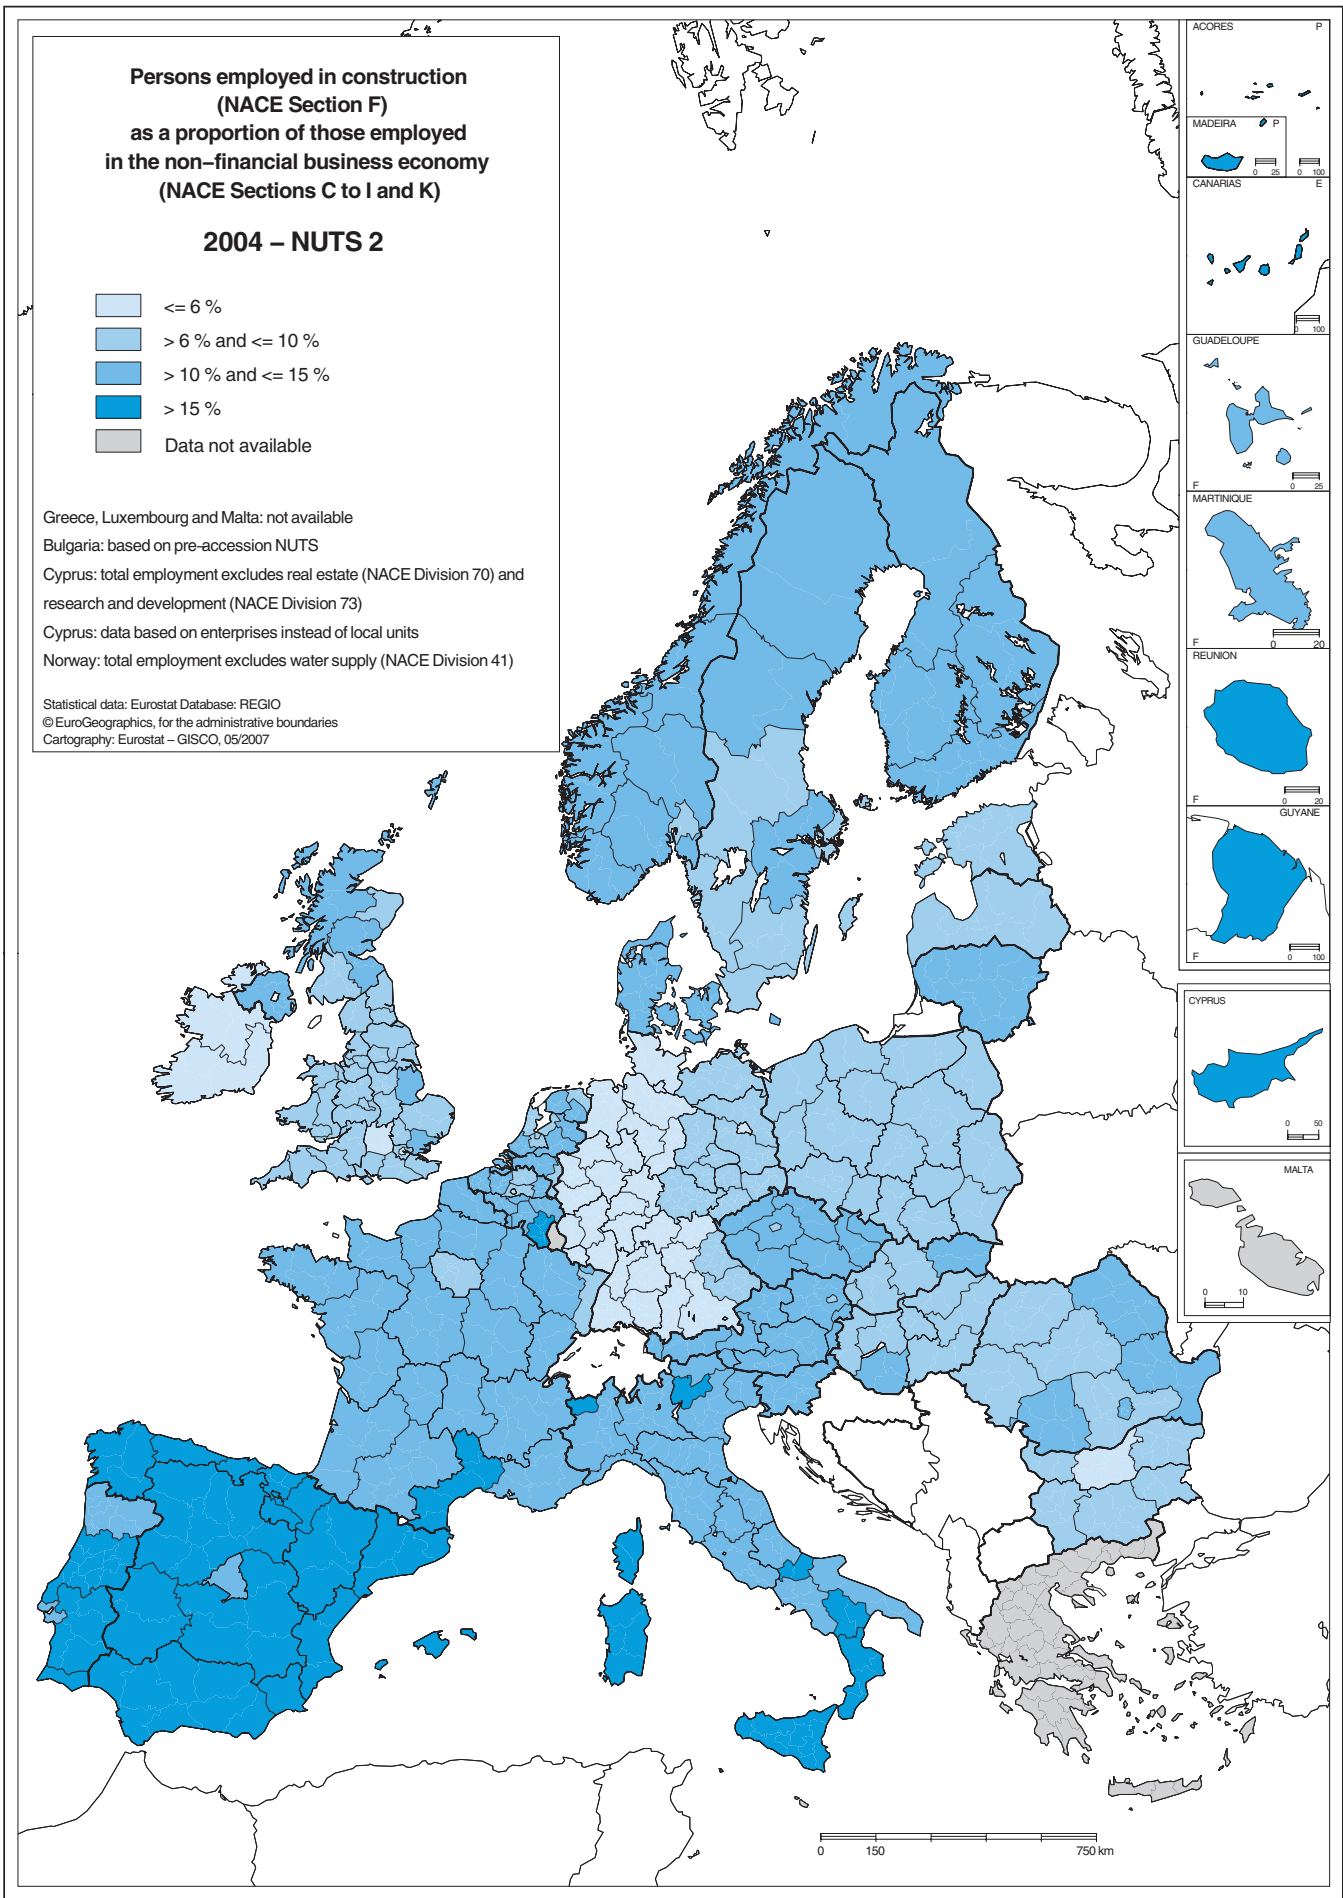 Persons employed in construction
(NACE Section F)
as a proportion of those employed
in the non–financial business economy
(NACE Sections C to I and K)
2004 – NUTS 2
<= 6 %
> 6 % and <= 10 %
> 10 % and <= 15 %
> 15 %
Data not available
Greece, Luxembourg and Malta: not available
Bulgaria: based on pre-accession NUTS
Cyprus: total employment excludes real estate (NACE Division 70) and
research and development (NACE Division 73)
Cyprus: data based on enterprises instead of local units
Norway: total employment excludes water supply (NACE Division 41)
Statistical data: Eurostat Database: REGIO
© EuroGeographics, for the administrative boundaries
Cartography: Eurostat – GISCO, 05/2007
ACORES P
MADEIRA P
0 25 0 100
CANARIAS E
0 100
GUADELOUPE
F 0 25
MARTINIQUE
F 0 20
REUNION
F 0 20
GUYANE
F 0 100
CYPRUS
0 50
MALTA
0 10
0 150 750 km